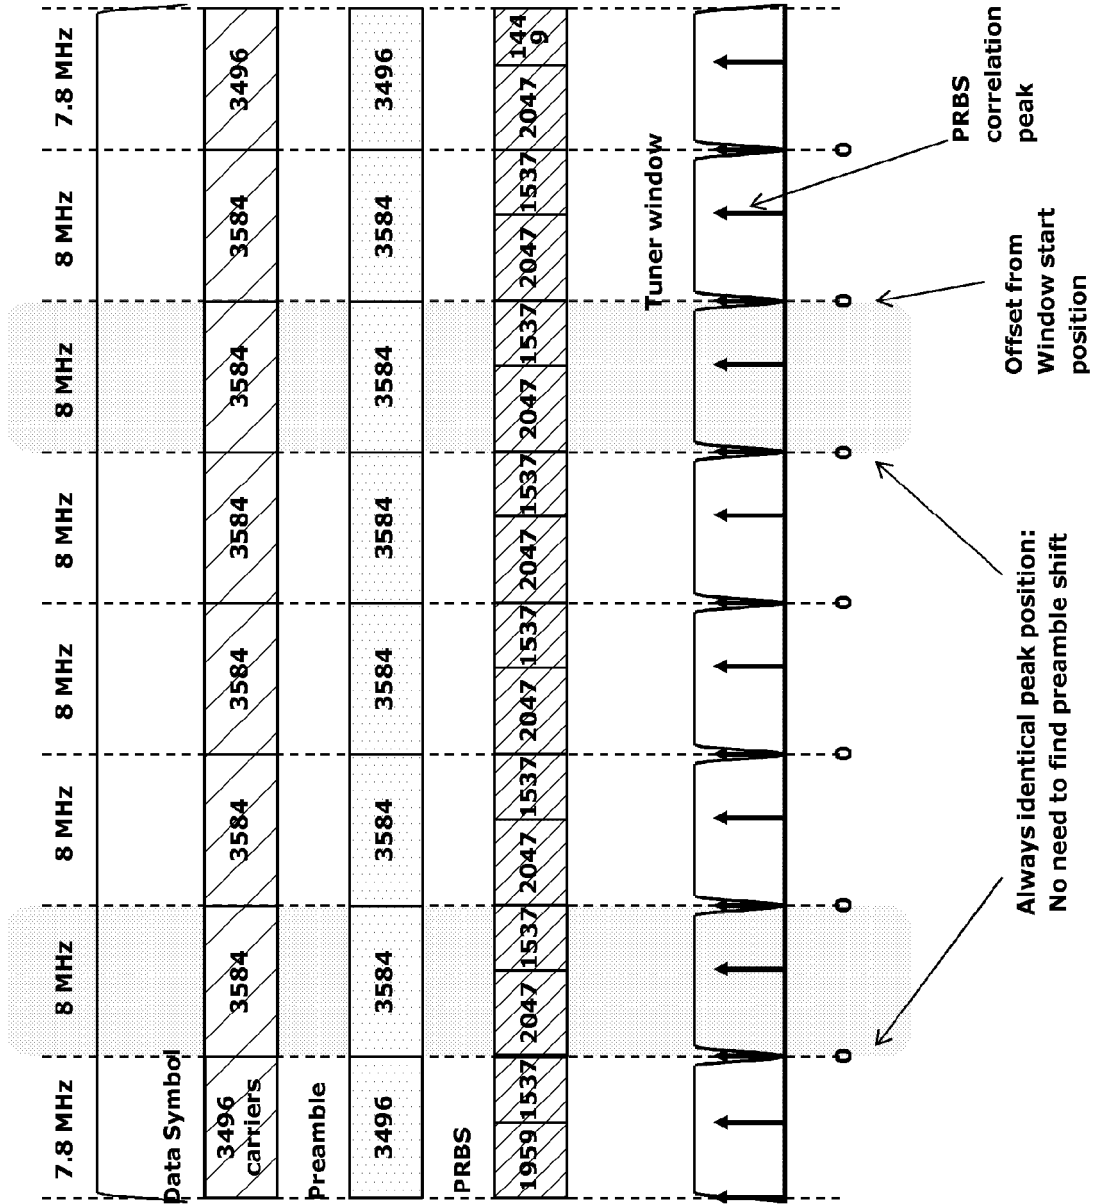 7.8 MHz 8 MHz 8 MHz 8 MHz 8 MHz 8 MHz 8 MHz 7.8 MHz
Data Symbol
3496
carriers
3584 3584 3584 3584 3584 3584 3496
Preamble
3496 3584 3584 3584 3584 3584 3584 3496
PRBS
1959 1537 2047 1537 2047 1537 2047 1537 2047 1537 2047 1537 2047 1537 2047 144
9
Tuner window
0 0 0 0 0 0 0
PRBS
correlation
peak
Offset from
Window start
position
Always identical peak position:
No need to find preamble shift